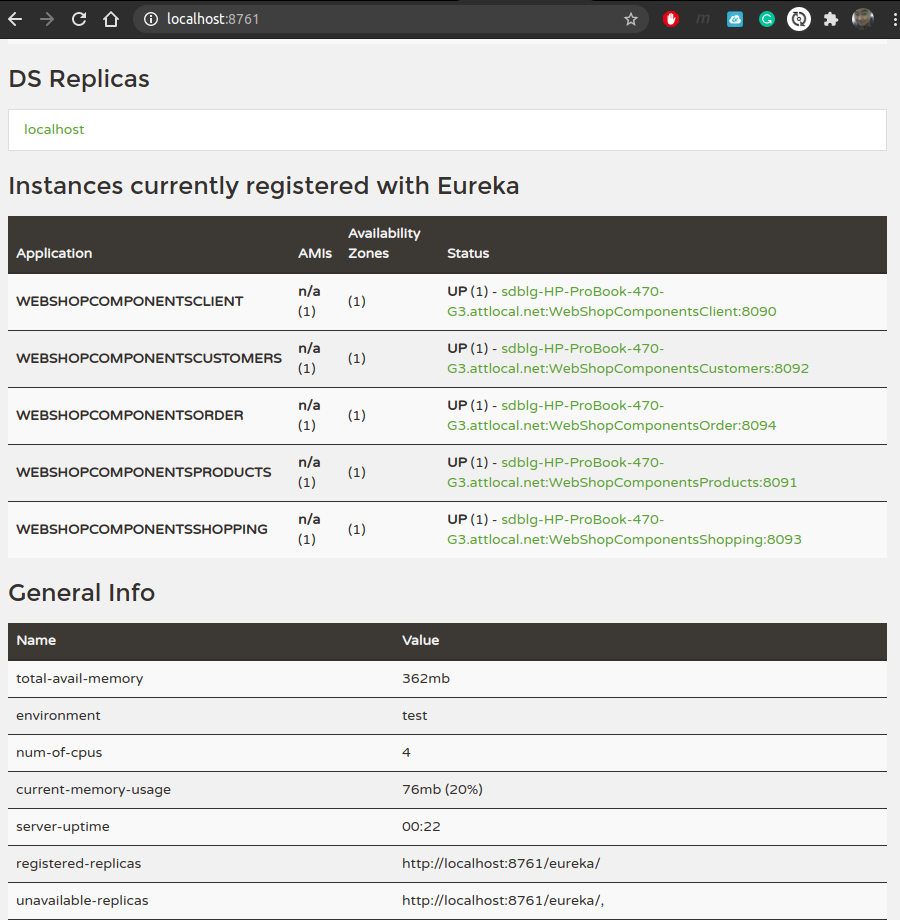 localhost:8761
DS Replicas
localhost
Instances currently registered with Eureka
Application AMIs Availability Zones Status
WEBSHOPCOMPONENTSCLIENT n/a (1) (1) UP (1) - sdblg-HP-ProBook-470-
G3.attlocal.net:WebShopComponentsClient:8090
WEBSHOPCOMPONENTSCUSTOMERS n/a (1) (1) UP (1) - sdblg-HP-ProBook-470-
G3.attlocal.net:WebShopComponentsCustomers:8092
WEBSHOPCOMPONENTSORDER n/a (1) (1) UP (1) - sdblg-HP-ProBook-470-
G3.attlocal.net:WebShopComponentsOrder:8094
WEBSHOPCOMPONENTSPRODUCTS n/a (1) (1) UP (1) - sdblg-HP-ProBook-470-
G3.attlocal.net:WebShopComponentsProducts:8091
WEBSHOPCOMPONENTSSHOPPING n/a (1) (1) UP (1) - sdblg-HP-ProBook-470-
G3.attlocal.net:WebShopComponentsShopping:8093
General Info
Name Value
total-avail-memory 362mb
environment test
num-of-cpus 4
current-memory-usage 76mb (20%)
server-uptime 00:22
registered-replicas http://localhost:8761/eureka/
unavailable-replicas http://localhost:8761/eureka/,